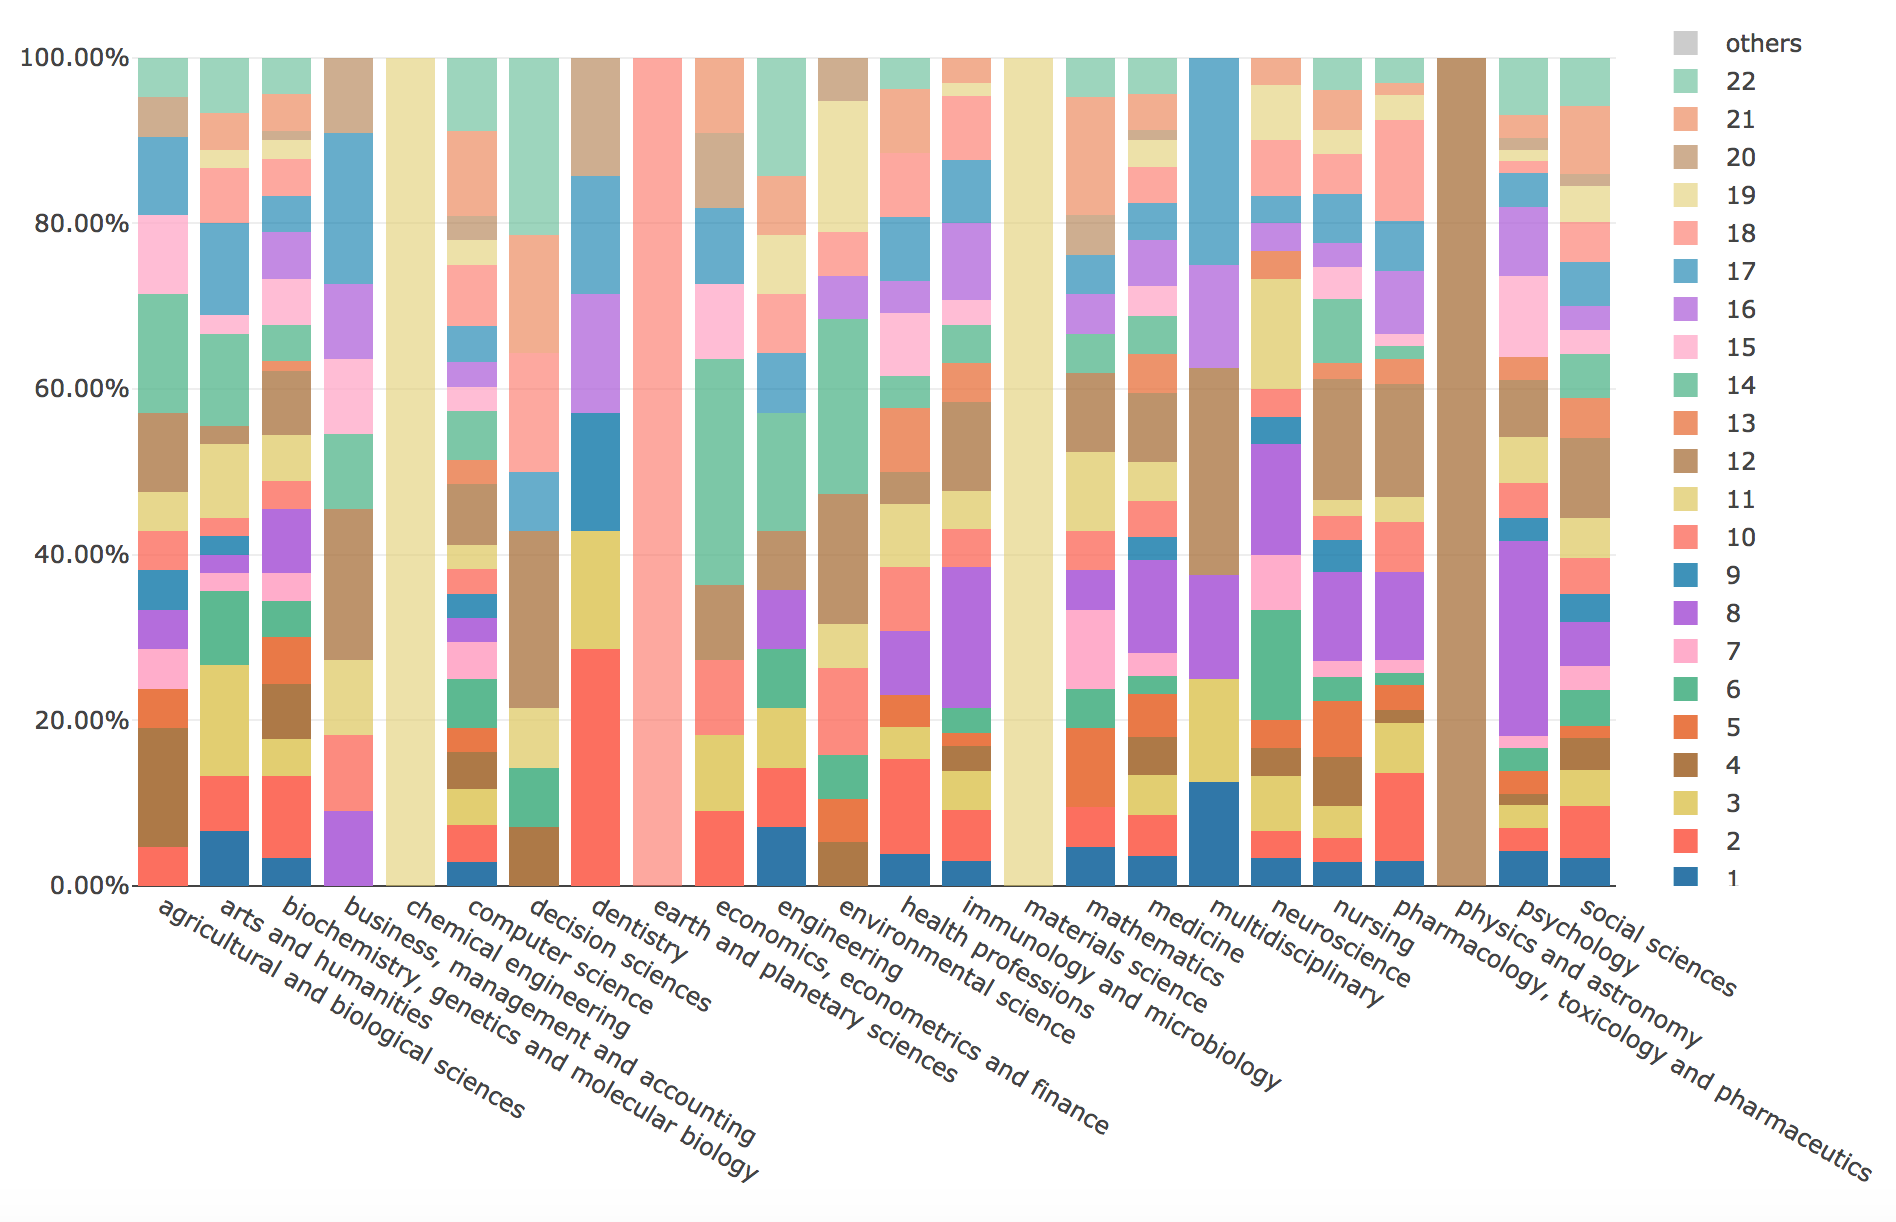 100.00%
80.00%
60.00%
40.00%
20.00%
0.00%
agricultural and biological sciences
arts and humanities
biochemistry, genetics and molecular biology
business, management and accounting
chemical engineering
computer science
decision sciences
dentistry
earth and planetary sciences
economics, econometrics and finance
engineering
environmental science
health professions
immunology and microbiology
materials science
mathematics
medicine
multidisciplinary
neuroscience
nursing
pharmacology, toxicology and pharmaceutics
physics and astronomy
psychology
social sciences
others
22
21
20
19
18
17
16
15
14
13
12
11
10
9
8
7
6
5
4
3
2
1